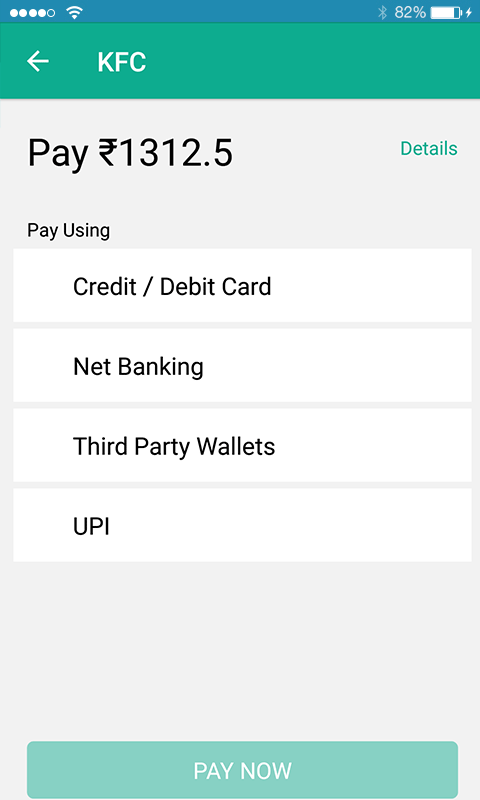 82%
KFC
Pay ₹1312.5
Details
Pay Using
Credit / Debit Card
Net Banking
Third Party Wallets
UPI
PAY NOW